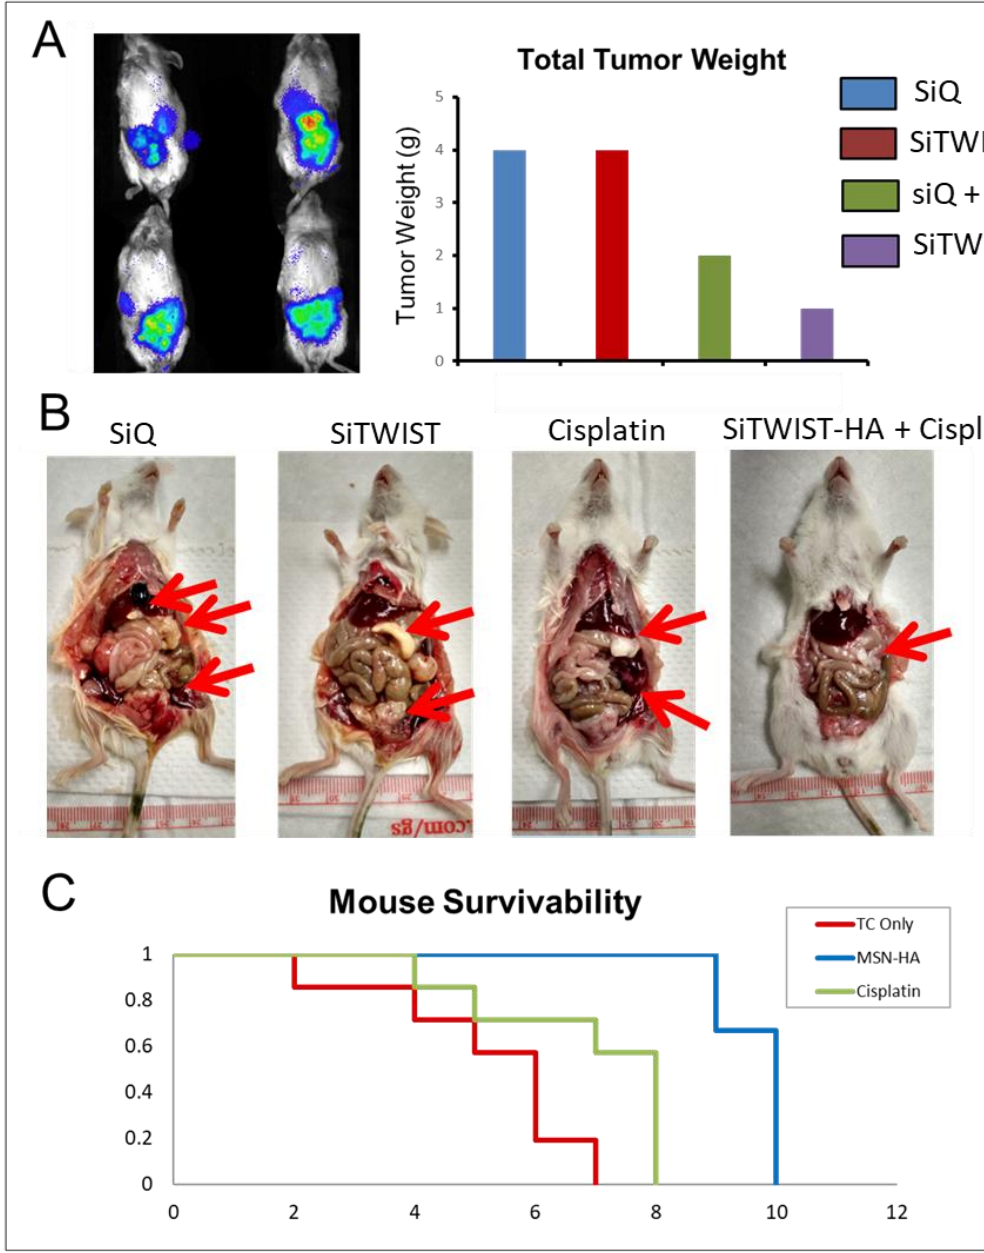 A
Total Tumor Weight
Tumor Weight (g)
5
4
3
2
1
0
SiQ
SiTWI
siQ +
SiTW
B
SiQ
SiTWIST
Cisplatin
SiTWIST-HA + Cispl
.com/gs
C
Mouse Survivability
TC Only
MSN-HA
Cisplatin
1
0.8
0.6
0.4
0.2
0
0 2 4 6 8 10 12